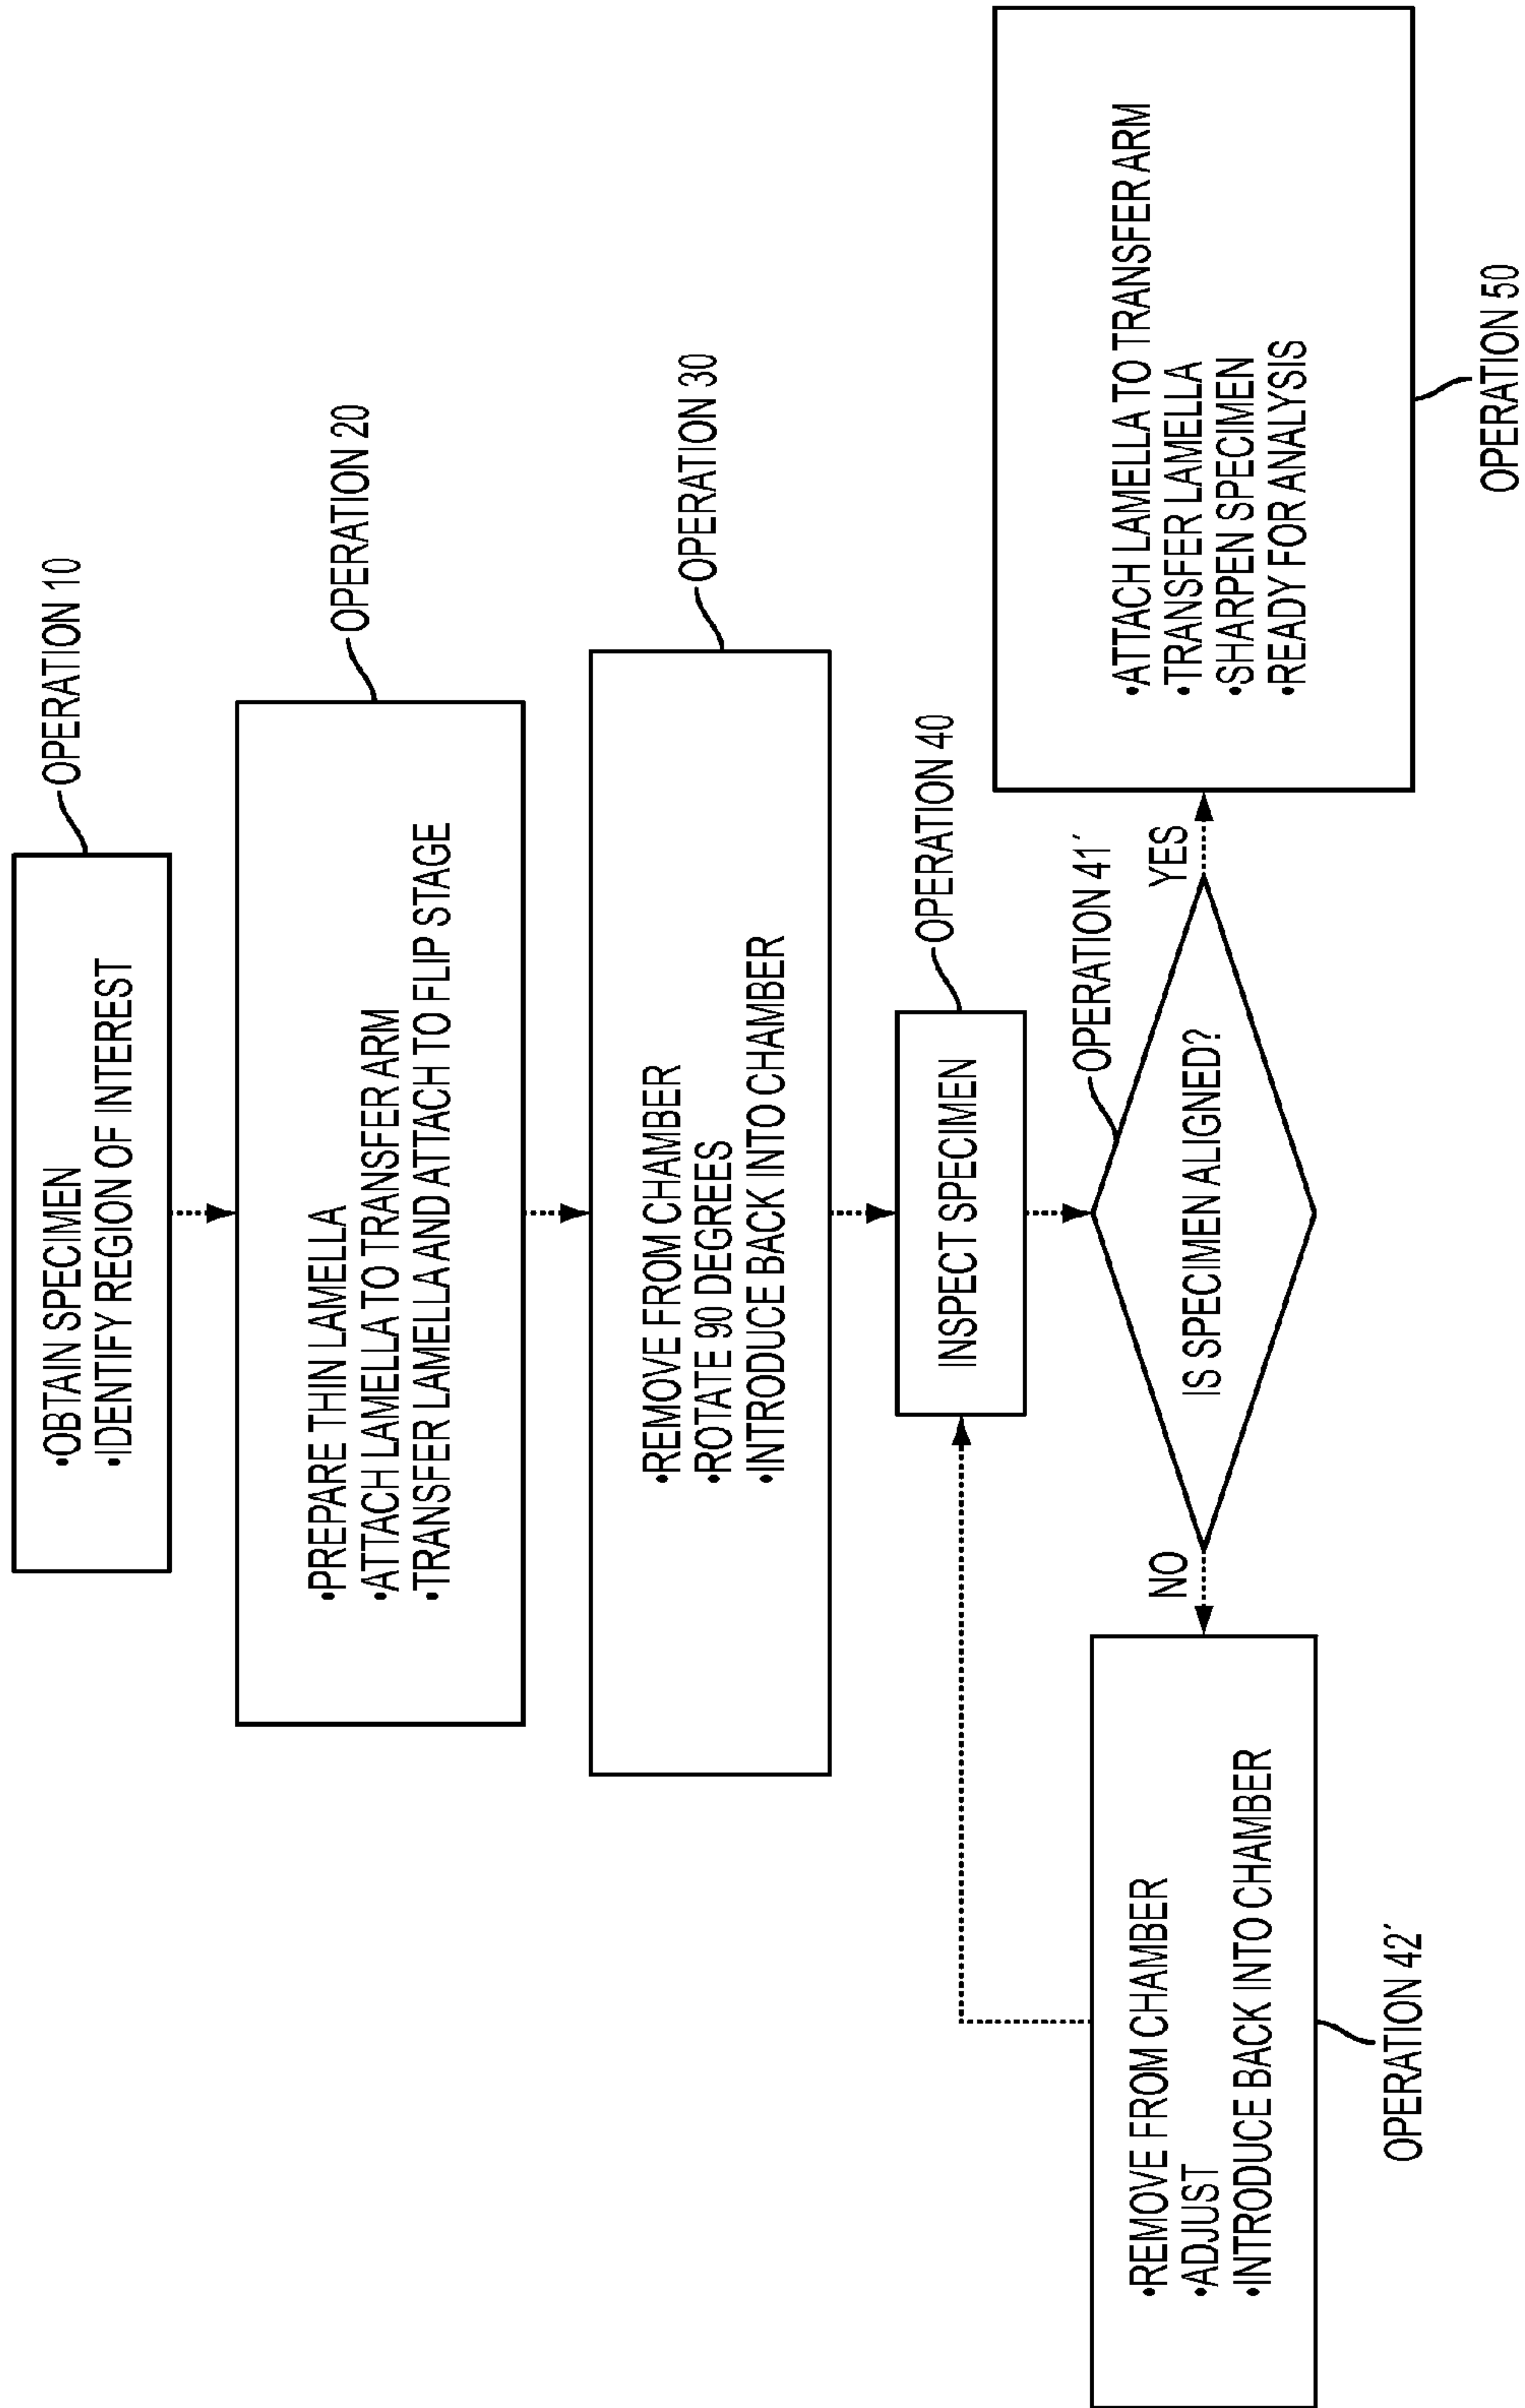 OPERATION 10
•OBTAIN SPECIMEN
•IDENTIFY REGION OF INTEREST
OPERATION 20
•PREPARE THIN LAMELLA
•ATTACH LAMELLA TO TRANSFER ARM
•TRANSFER LAMELLA AND ATTACH TO FLIP STAGE
OPERATION 30
•REMOVE FROM CHAMBER
•ROTATE 90 DEGREES
•INTRODUCE BACK INTO CHAMBER
OPERATION 40
INSPECT SPECIMEN
OPERATION 41′
IS SPECIMEN ALIGNED?
NO
YES
•REMOVE FROM CHAMBER
•ADJUST
•INTRODUCE BACK INTO CHAMBER
OPERATION 42′
•ATTACH LAMELLA TO TRANSFER ARM
•TRANSFER LAMELLA
•SHARPEN SPECIMEN
•READY FOR ANALYSIS
OPERATION 50